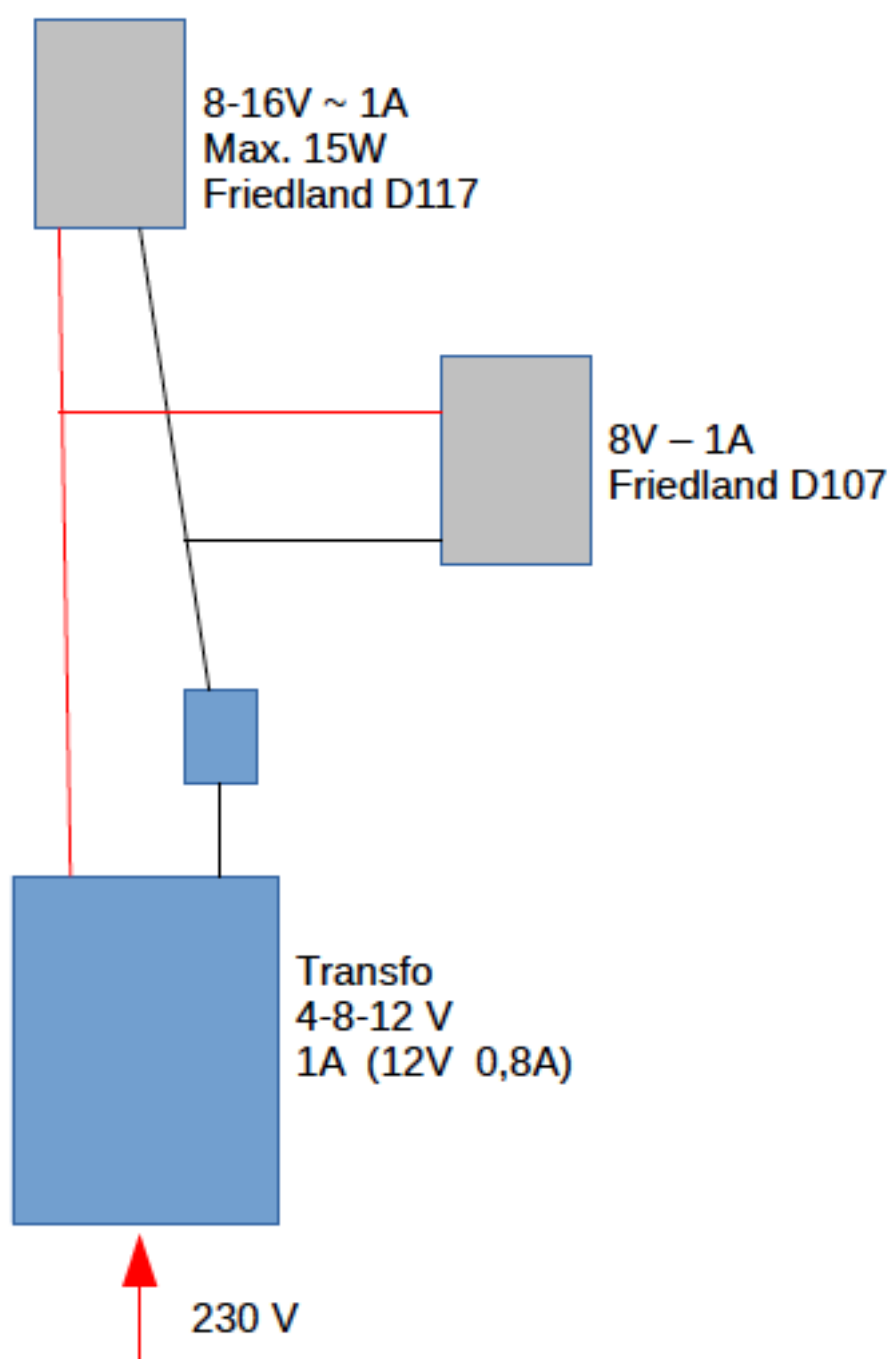 8-16V ~ 1A
Max. 15W
Friedland D117
8V – 1A
Friedland D107
Transfo
4-8-12 V
1A  (12V  0,8A)
230 V